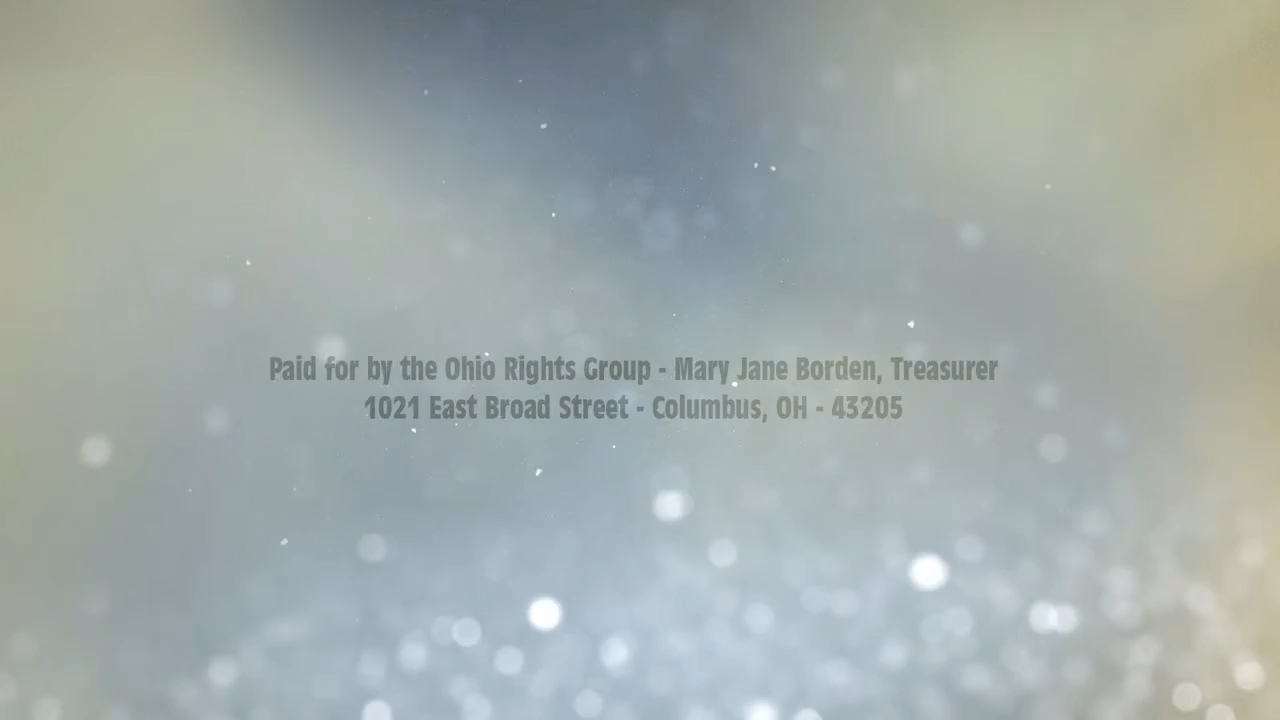 Paid for by the Ohio Rights Group - Mary Jane Borden, Treasurer
1021 East Broad Street - Columbus, OH - 43205